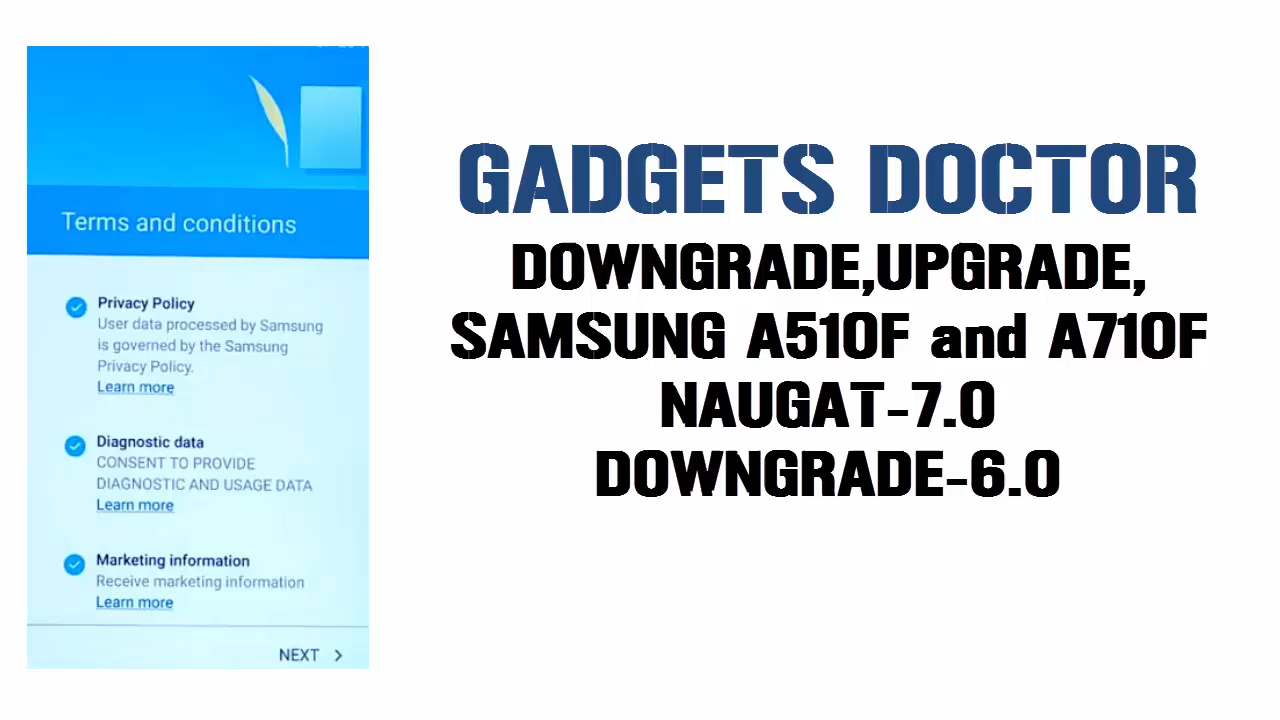 Terms and conditions
Privacy Policy
User data processed by Samsung
is governed by the Samsung
Privacy Policy.
Learn more
Diagnostic data
CONSENT TO PROVIDE
DIAGNOSTIC AND USAGE DATA
Learn more
Marketing information
Receive marketing information
Learn more
NEXT >
GADGETS DOCTOR
DOWNGRADE,UPGRADE,
SAMSUNG A510F and A710F
NAUGAT-7.0
DOWNGRADE-6.0